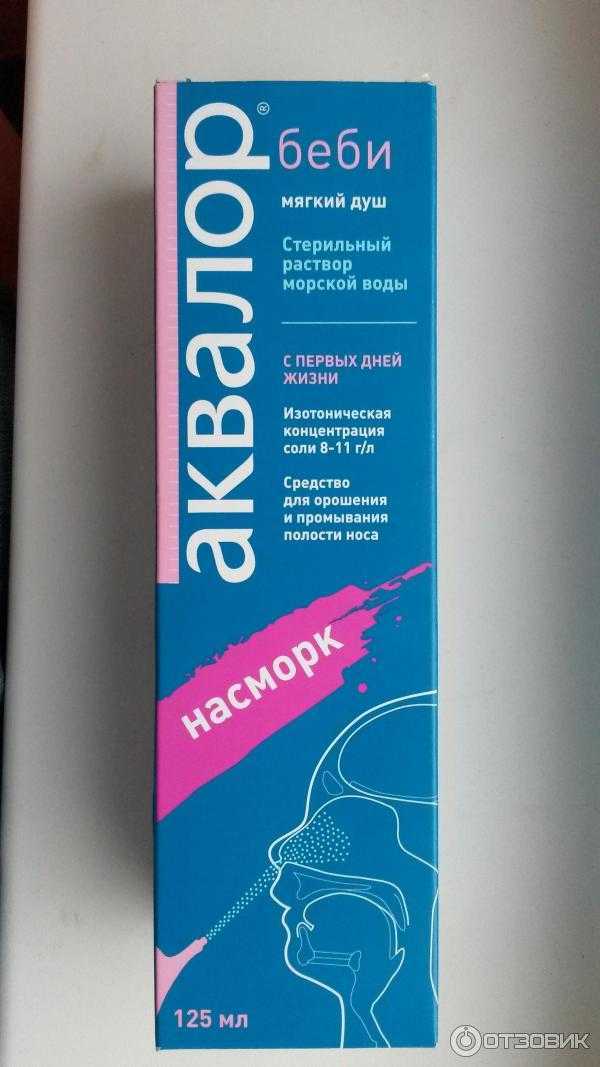 аквалор®
беби
мягкий душ
Стерильный
раствор
морской воды
С ПЕРВЫХ ДНЕЙ
ЖИЗНИ
Изотоническая
концентрация
соли 8-11 г/л
Средство
для орошения
и промывания
полости носа
насморк
125 мл
ОТЗОВИК